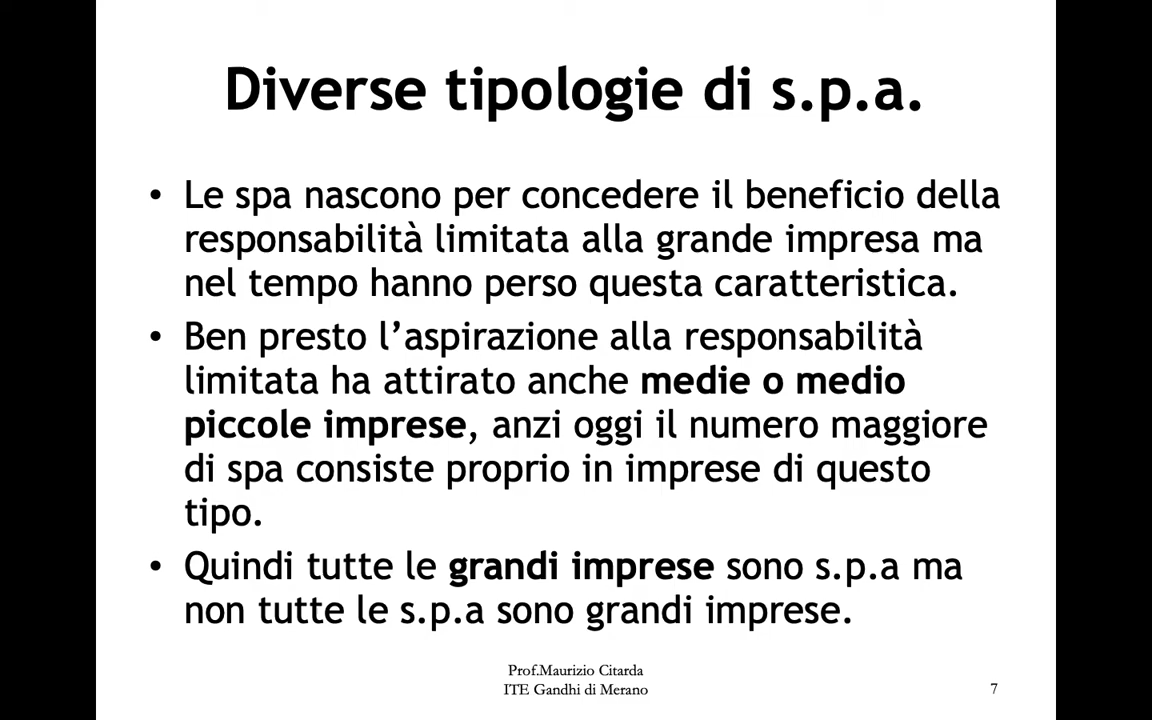 Diverse tipologie di s.p.a.
• Le spa nascono per concedere il beneficio della
responsabilità limitata alla grande impresa ma
nel tempo hanno perso questa caratteristica.
• Ben presto l’aspirazione alla responsabilità
limitata ha attirato anche medie o medio
piccole imprese, anzi oggi il numero maggiore
di spa consiste proprio in imprese di questo
tipo.
• Quindi tutte le grandi imprese sono s.p.a ma
non tutte le s.p.a sono grandi imprese.
Prof.Maurizio Citarda
ITE Gandhi di Merano
7